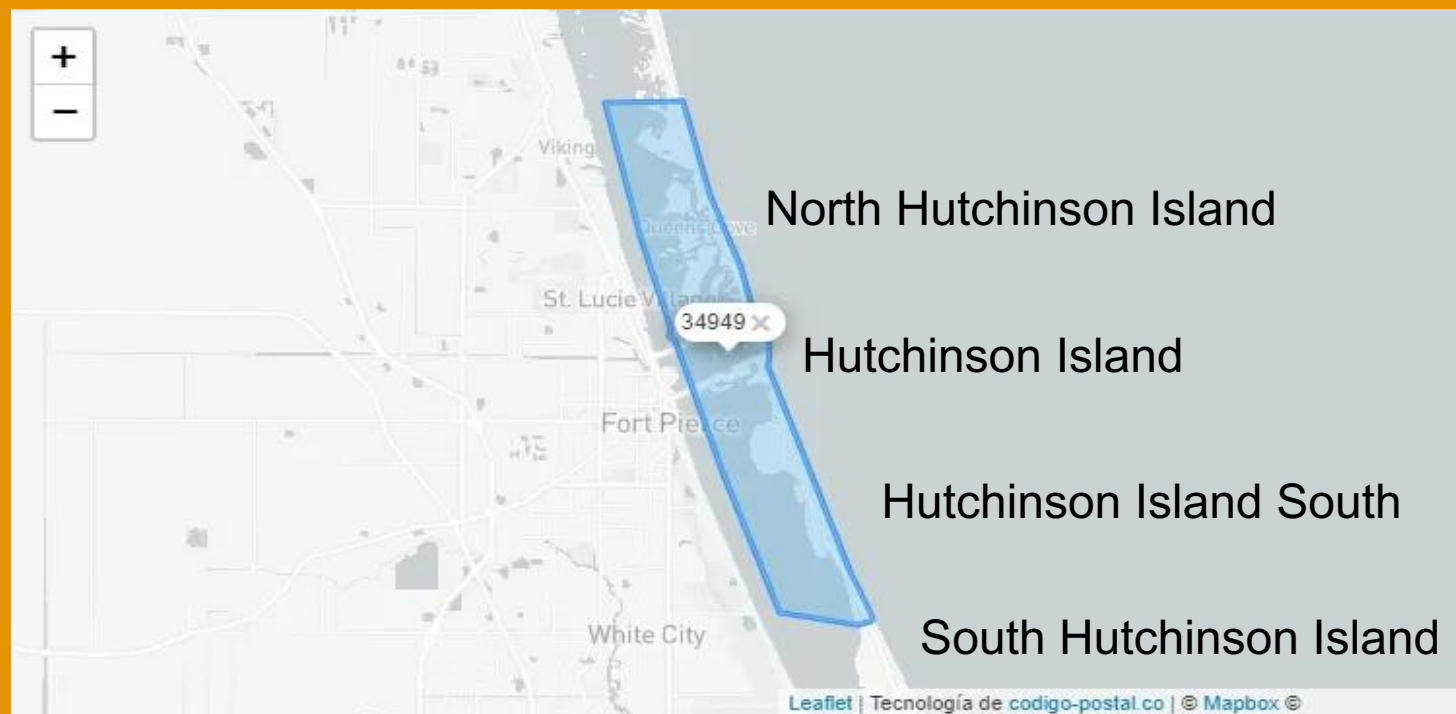 +
−
Viking
North Hutchinson Island
Queens Cove
St. Lucie Village
34949 ×
Hutchinson Island
Fort Pierce
Hutchinson Island South
White City
South Hutchinson Island
Leaflet | Tecnología de codigo-postal.co | © Mapbox ©